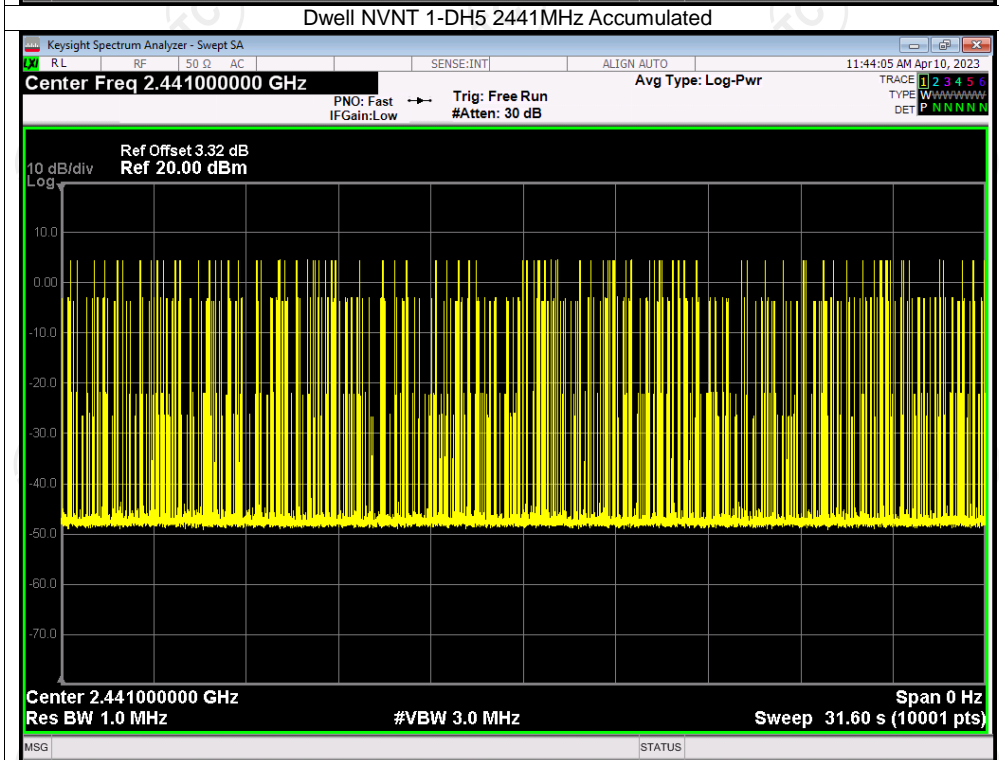 Dwell NVNT 1-DH5 2441MHz Accumulated
Keysight Spectrum Analyzer - Swept SA
LXI RL RF 50 Ω AC SENSE:INT ALIGN AUTO 11:44:05 AM Apr 10, 2023
Center Freq 2.441000000 GHz Avg Type: Log-Pwr TRACE 1 2 3 4 5 6
PNO: Fast Trig: Free Run TYPE WWWWWW
IFGain:Low #Atten: 30 dB DET P N N N N N
Ref Offset 3.32 dB
10 dB/div Ref 20.00 dBm
Log
10.0
0.00
-10.0
-20.0
-30.0
-40.0
-50.0
-60.0
-70.0
Center 2.441000000 GHz Span 0 Hz
Res BW 1.0 MHz #VBW 3.0 MHz Sweep 31.60 s (10001 pts)
MSG STATUS